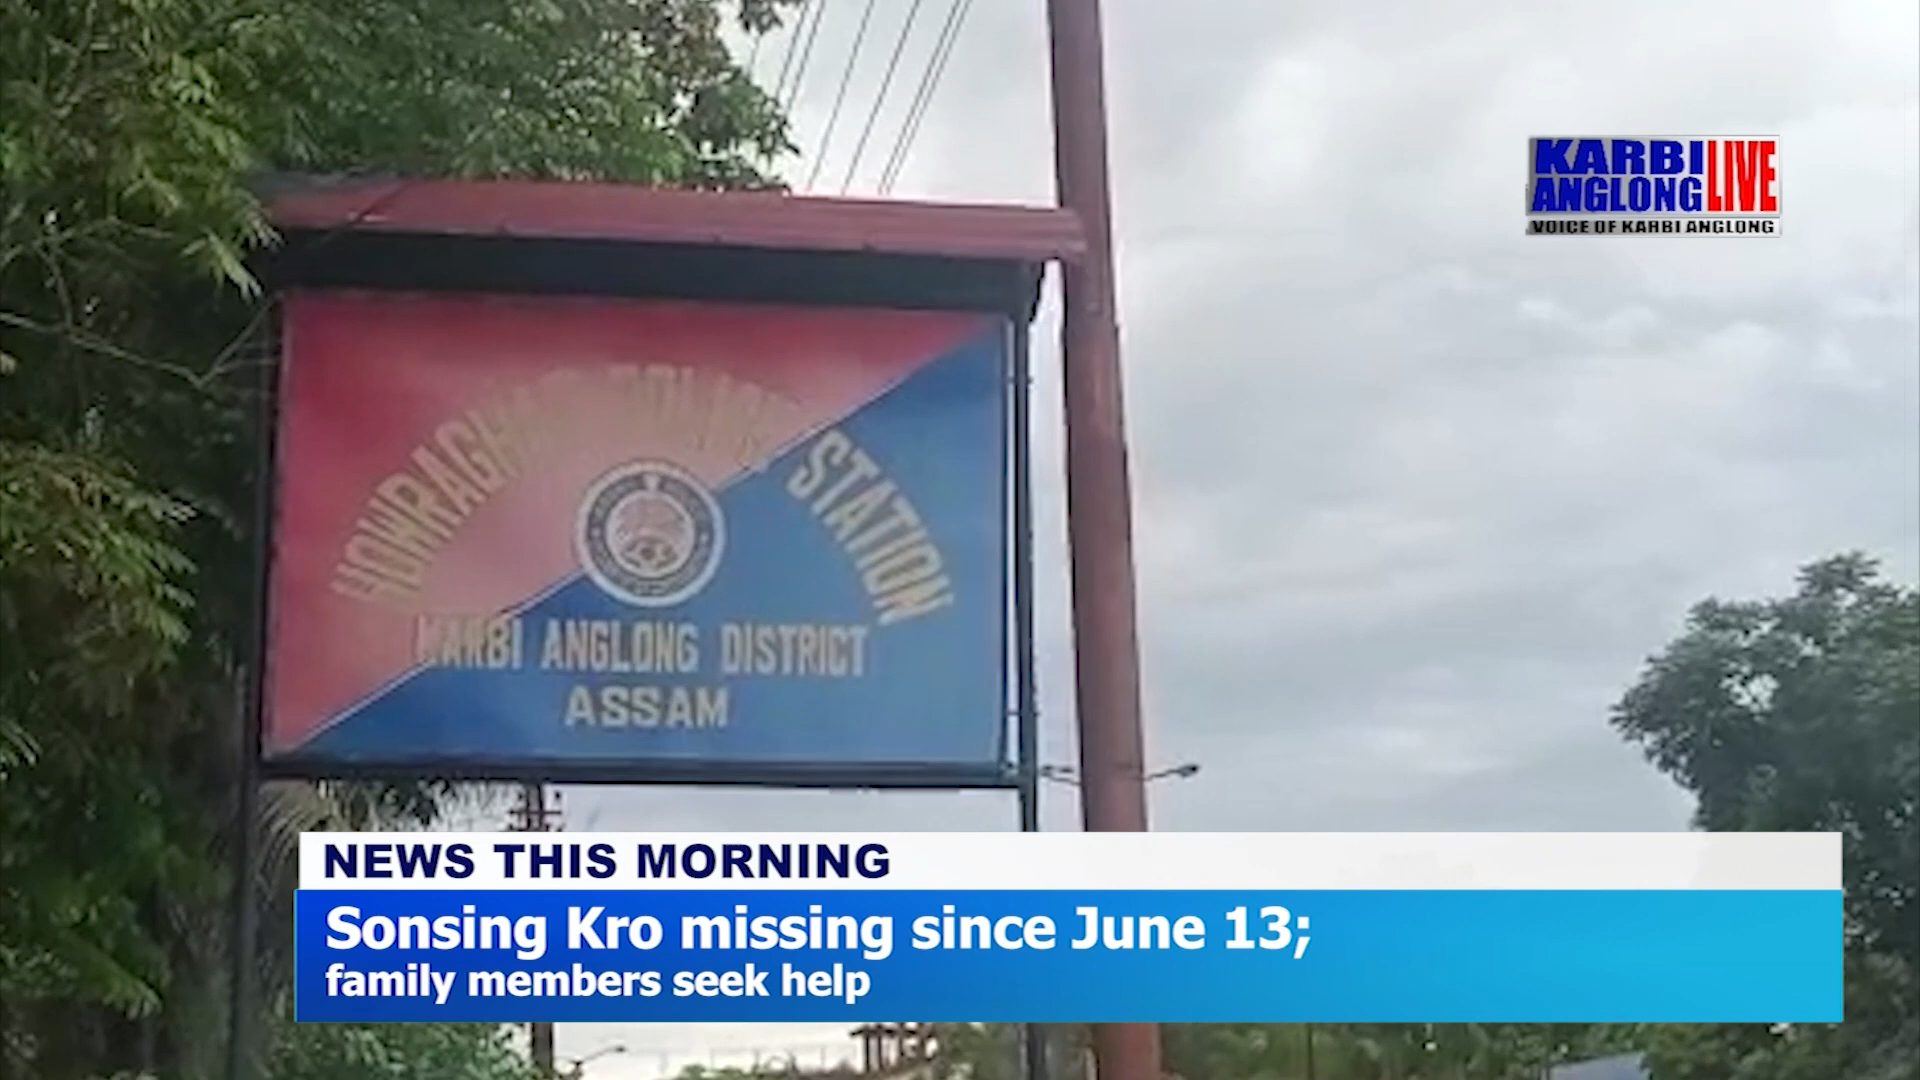 KARBI
ANGLONG LIVE
VOICE OF KARBI ANGLONG
STATION
KARBI ANGLONG DISTRICT
ASSAM
NEWS THIS MORNING
Sonsing Kro missing since June 13;
family members seek help